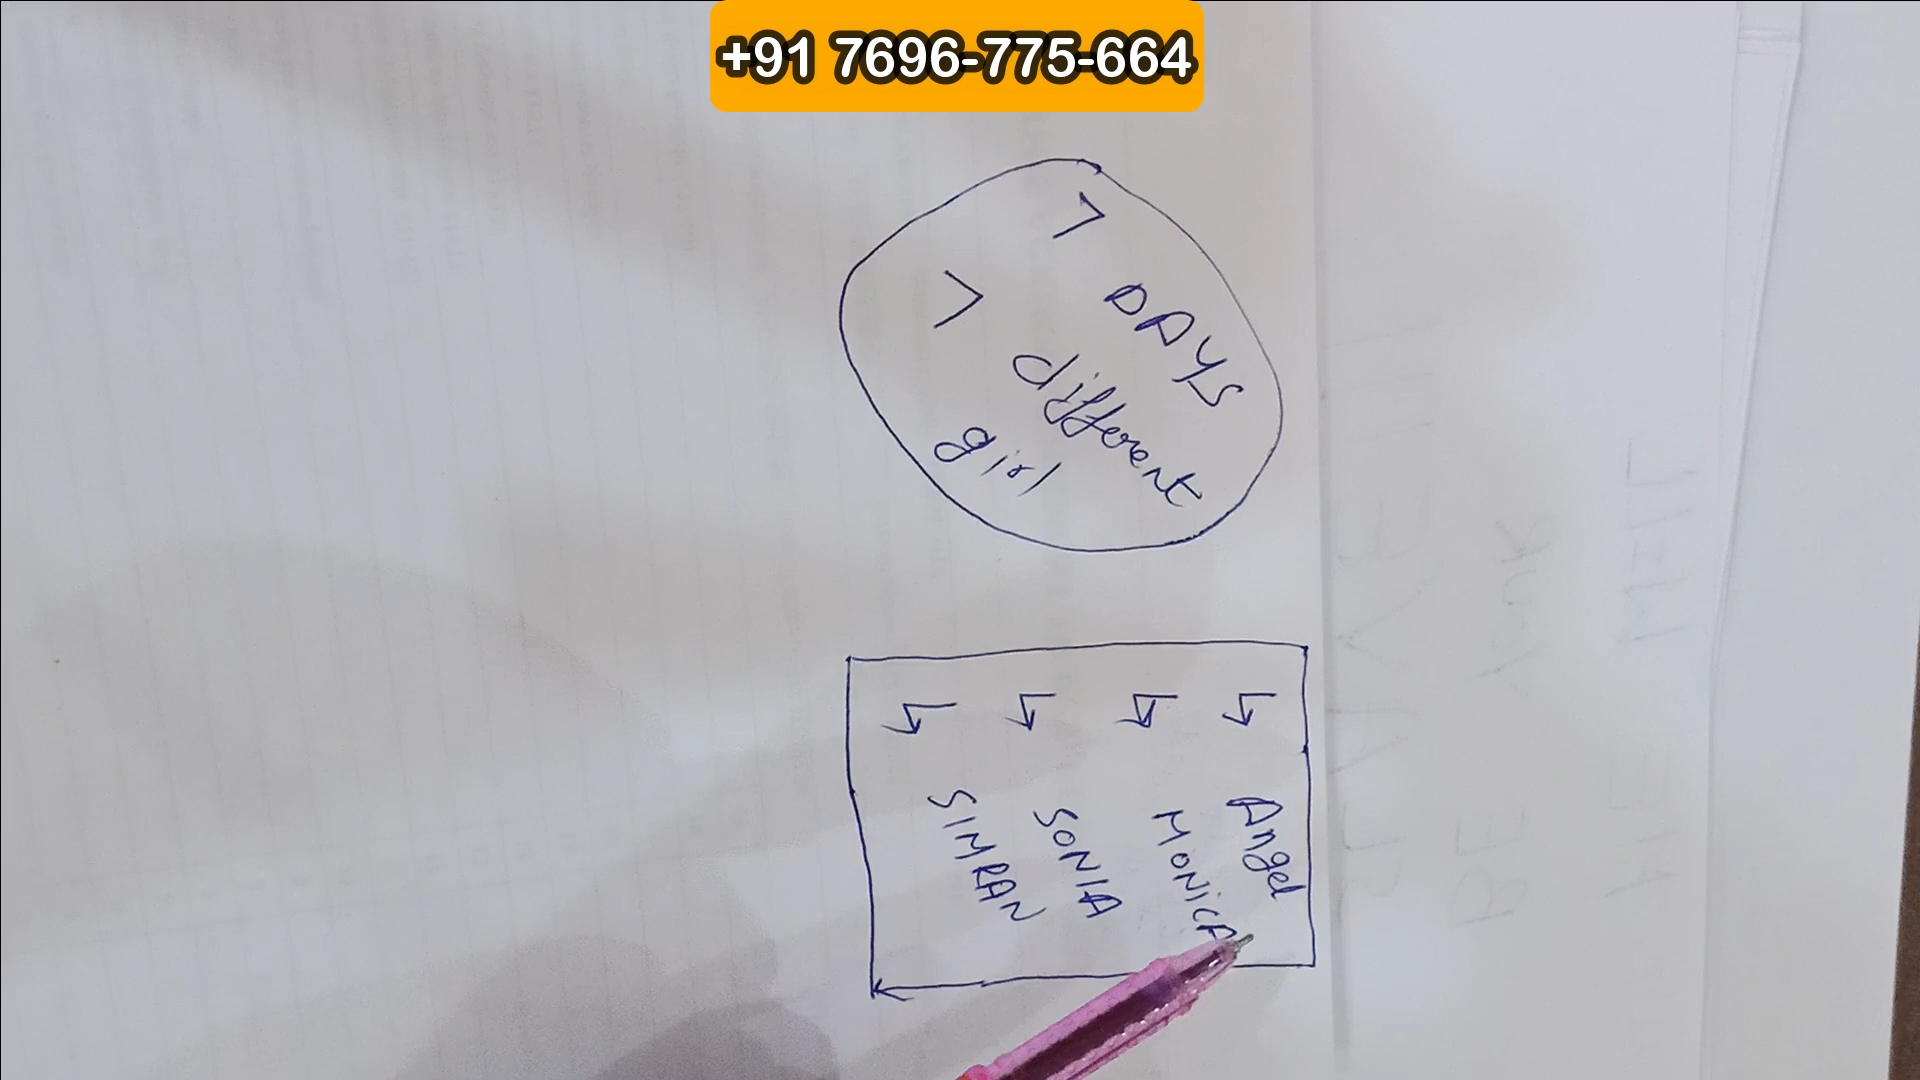 +91 7696-775-664
7 DAYS
7 different
girl
Angel
MONICA
SONIA
SIMRAN